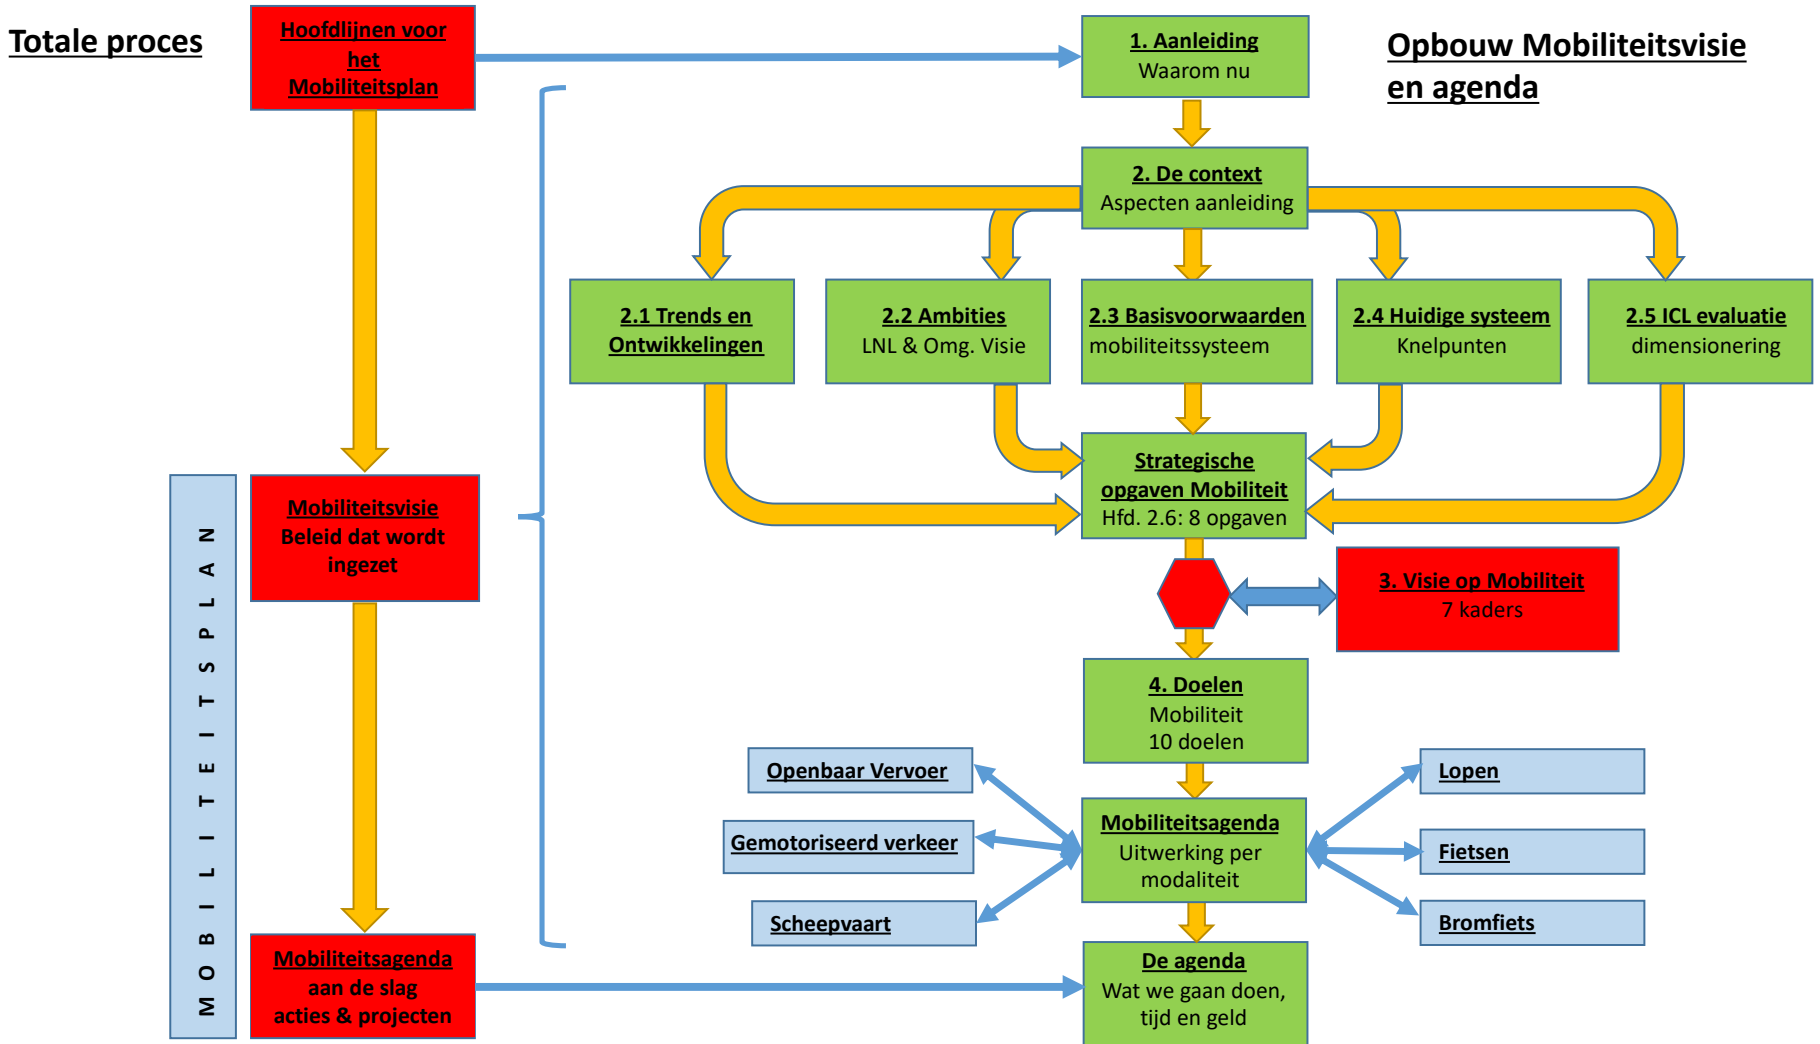 Totale proces
Hoofdlijnen voor
het
Mobiliteitsplan
Mobiliteitsvisie
Beleid dat wordt
ingezet
Mobiliteitsagenda
aan de slag
acties & projecten
MOBILITEITSPLAN
Opbouw Mobiliteitsvisie
en agenda
1. Aanleiding
Waarom nu
2. De context
Aspecten aanleiding
2.1 Trends en
Ontwikkelingen
2.2 Ambities
LNL & Omg. Visie
2.3 Basisvoorwaarden
mobiliteitssysteem
2.4 Huidige systeem
Knelpunten
2.5 ICL evaluatie
dimensionering
Strategische
opgaven Mobiliteit
Hfd. 2.6: 8 opgaven
3. Visie op Mobiliteit
7 kaders
4. Doelen
Mobiliteit
10 doelen
Openbaar Vervoer
Gemotoriseerd verkeer
Scheepvaart
Mobiliteitsagenda
Uitwerking per
modaliteit
Lopen
Fietsen
Bromfiets
De agenda
Wat we gaan doen,
tijd en geld